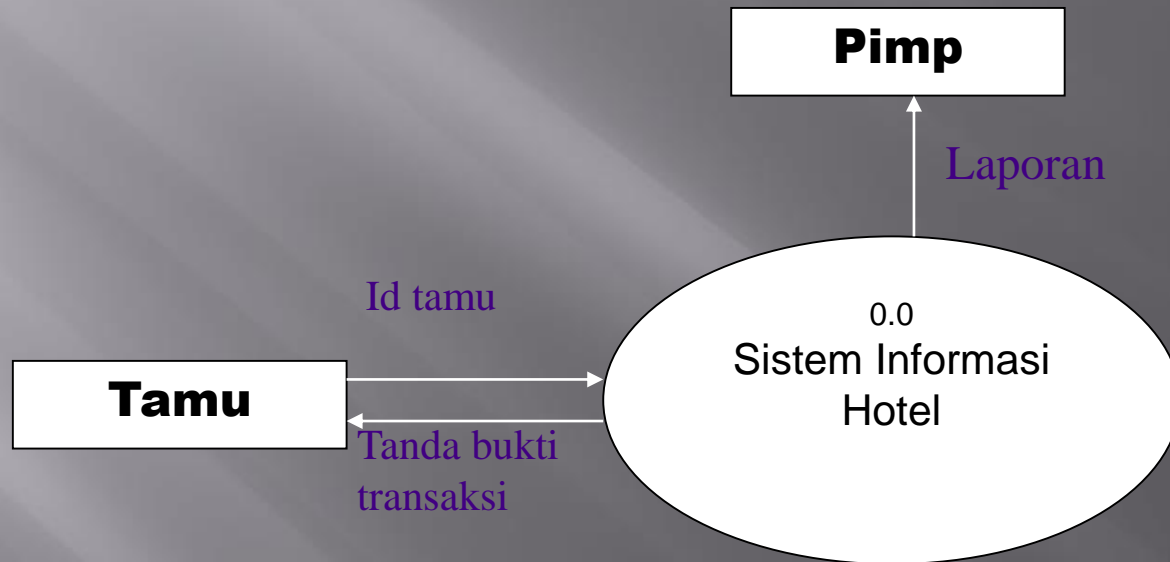 Pimp
Laporan
Id tamu
0.0
Sistem Informasi
Hotel
Tamu
Tanda bukti
transaksi